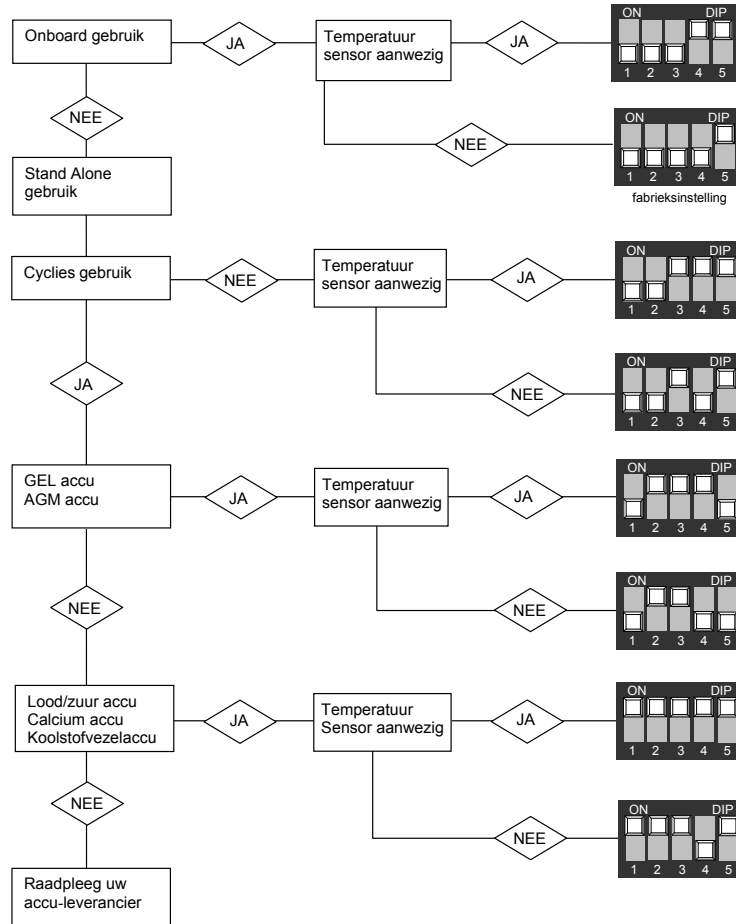 Onboard gebruik
JA
Temperatuur
sensor aanwezig
JA
ON DIP
1 2 3 4 5
NEE
NEE
ON DIP
1 2 3 4 5
fabrieksinstelling
Stand Alone
gebruik
Cyclies gebruik
NEE
Temperatuur
sensor aanwezig
JA
ON DIP
1 2 3 4 5
JA
NEE
ON DIP
1 2 3 4 5
GEL accu
AGM accu
JA
Temperatuur
sensor aanwezig
JA
ON DIP
1 2 3 4 5
NEE
NEE
ON DIP
1 2 3 4 5
Lood/zuur accu
Calcium accu
Koolstofvezelaccu
JA
Temperatuur
Sensor aanwezig
JA
ON DIP
1 2 3 4 5
NEE
NEE
ON DIP
1 2 3 4 5
Raadpleeg uw
accu-leverancier